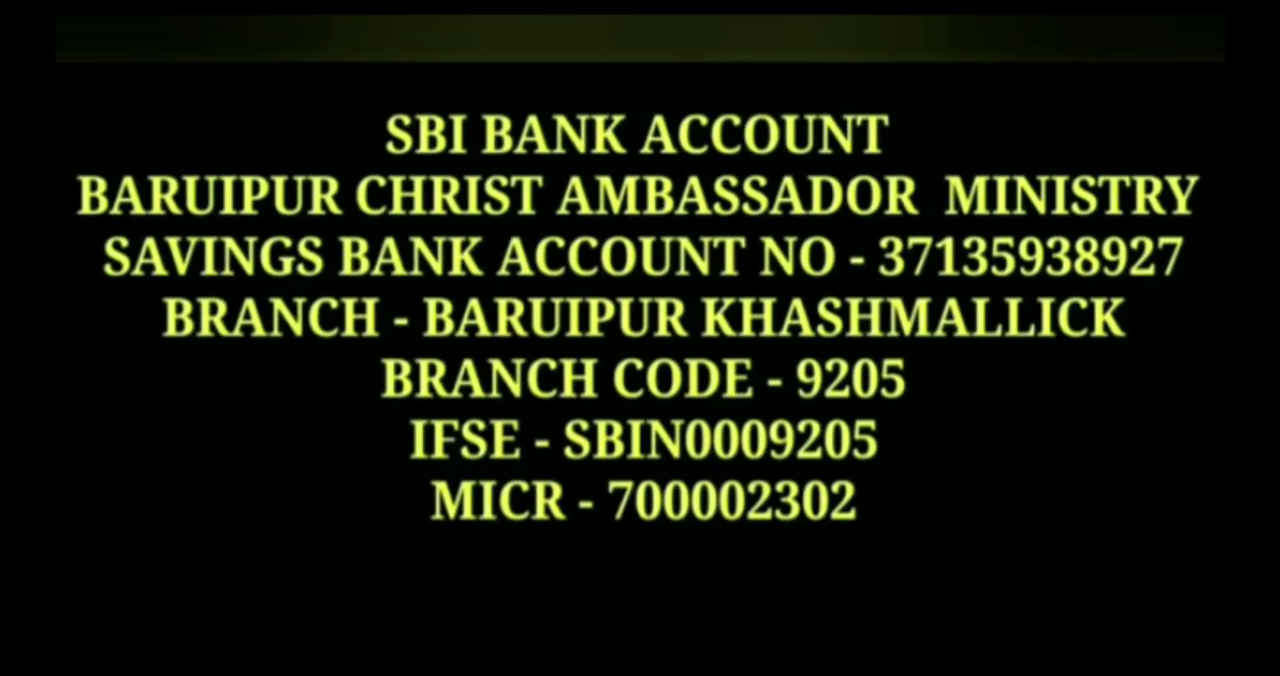 SBI BANK ACCOUNT
BARUIPUR CHRIST AMBASSADOR MINISTRY
SAVINGS BANK ACCOUNT NO - 37135938927
BRANCH - BARUIPUR KHASHMALLICK
BRANCH CODE - 9205
IFSE - SBIN0009205
MICR - 700002302